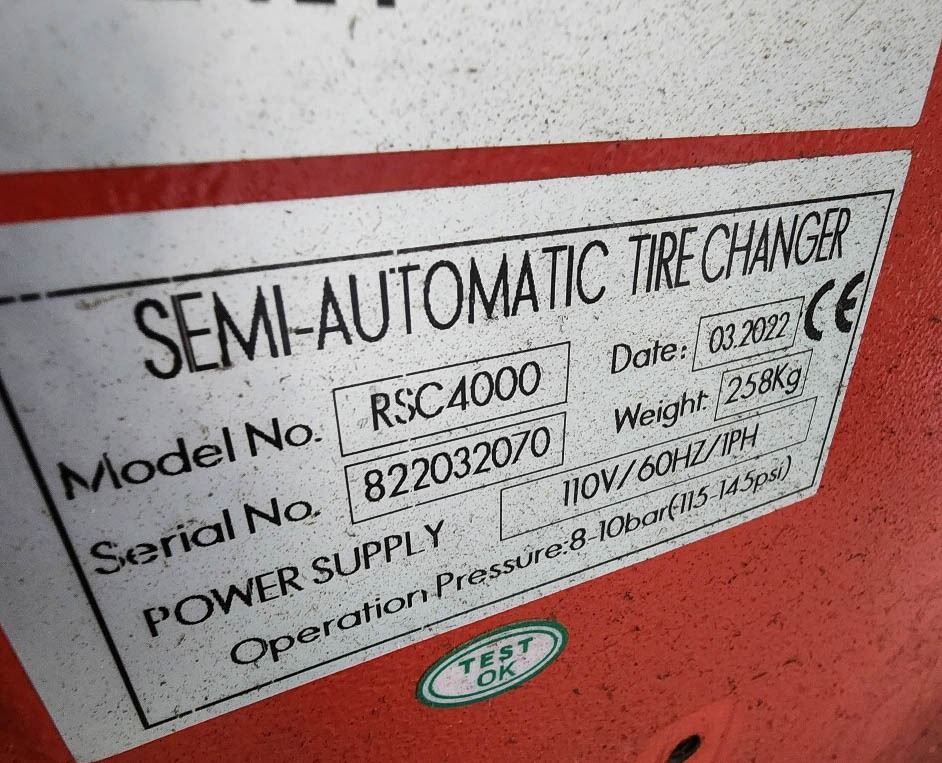 SEMI-AUTOMATIC TIRE CHANGER
Model No. RSC4000 Date: 03.2022 CE
Serial No. 822032070 Weight: 258Kg
POWER SUPPLY 110V/60HZ/1PH
Operation Pressure:8-10bar(115-145psi)
TEST
OK